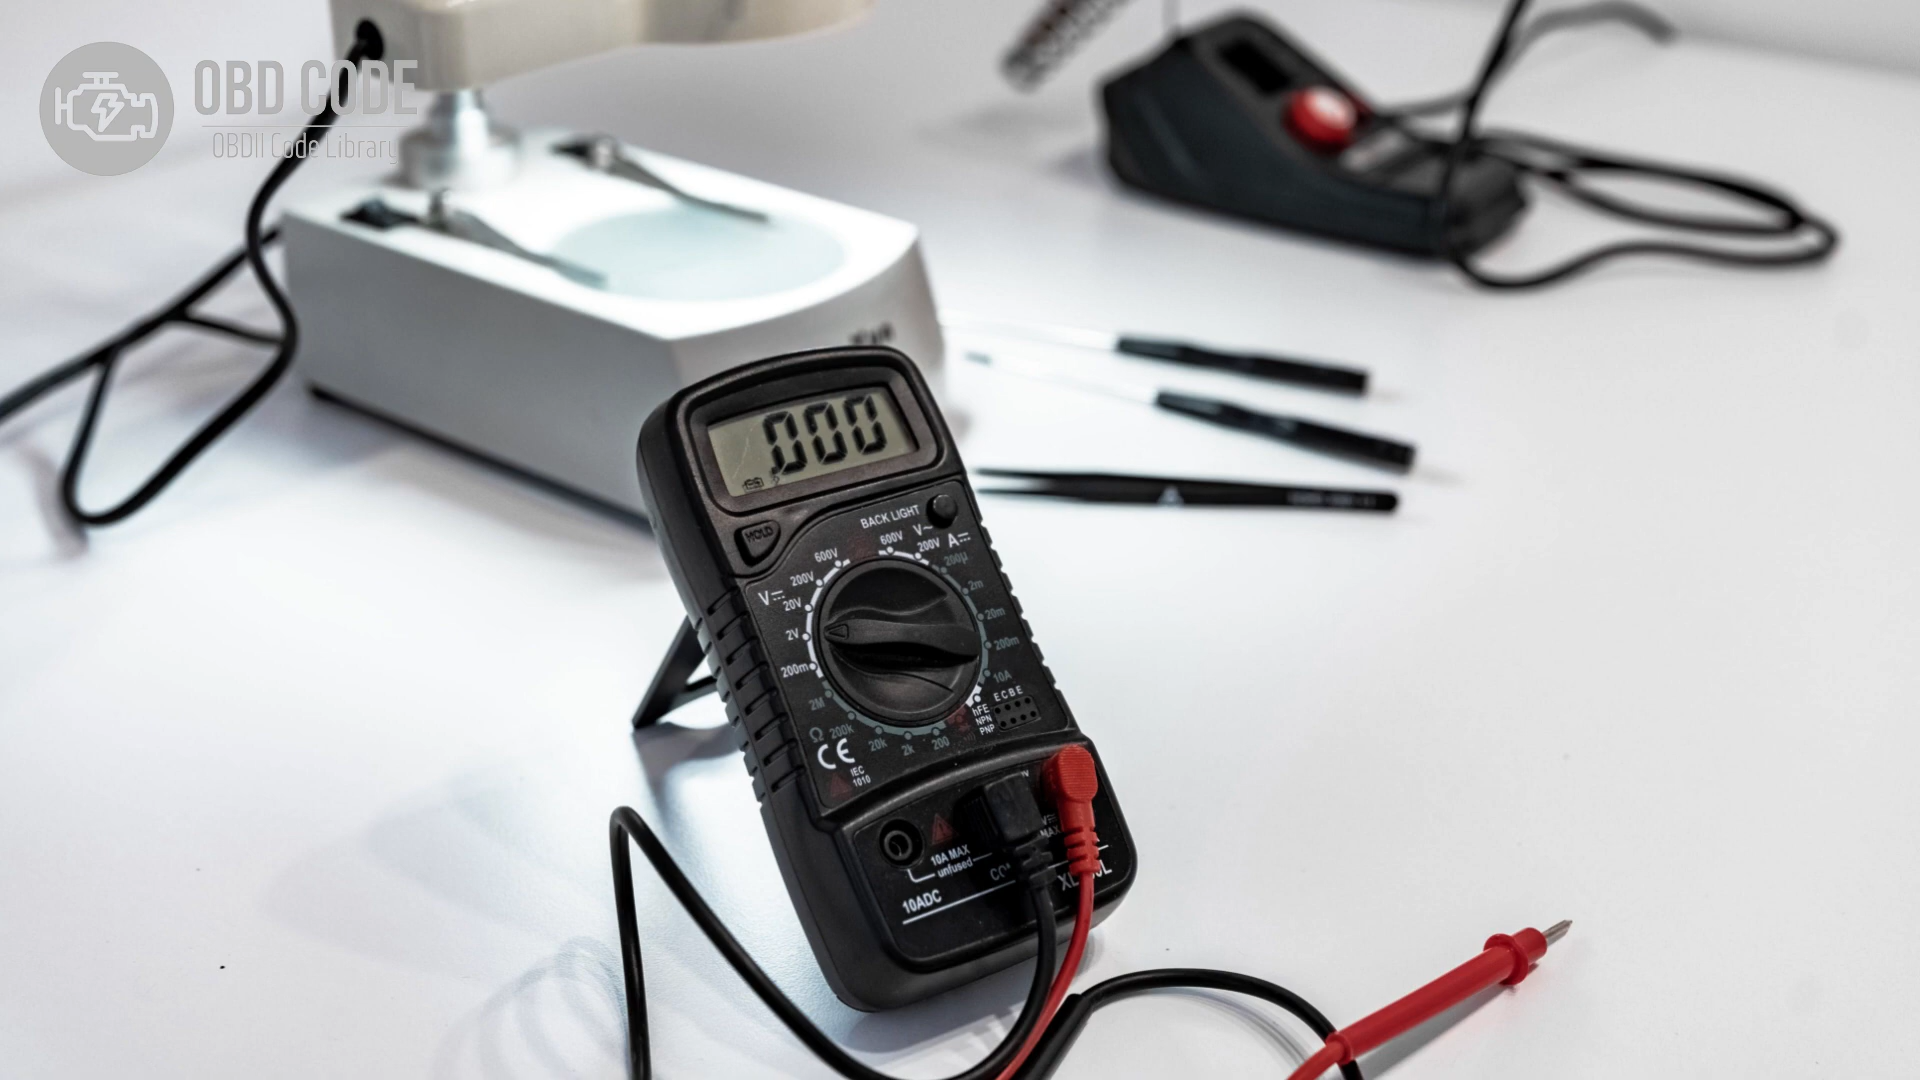 OBD CODE
OBDII Code Library
.000
HOLD
BACK LIGHT
V~
A
600V
600V
200V
200V
200µ
V
20V
2m
2V
20m
200m
200m
2M
10A
Ω
200k
20k
2k
200
hFE
NPN
PNP
E C B E
CE
IEC
1010
10A MAX
unfused
10ADC
MAX